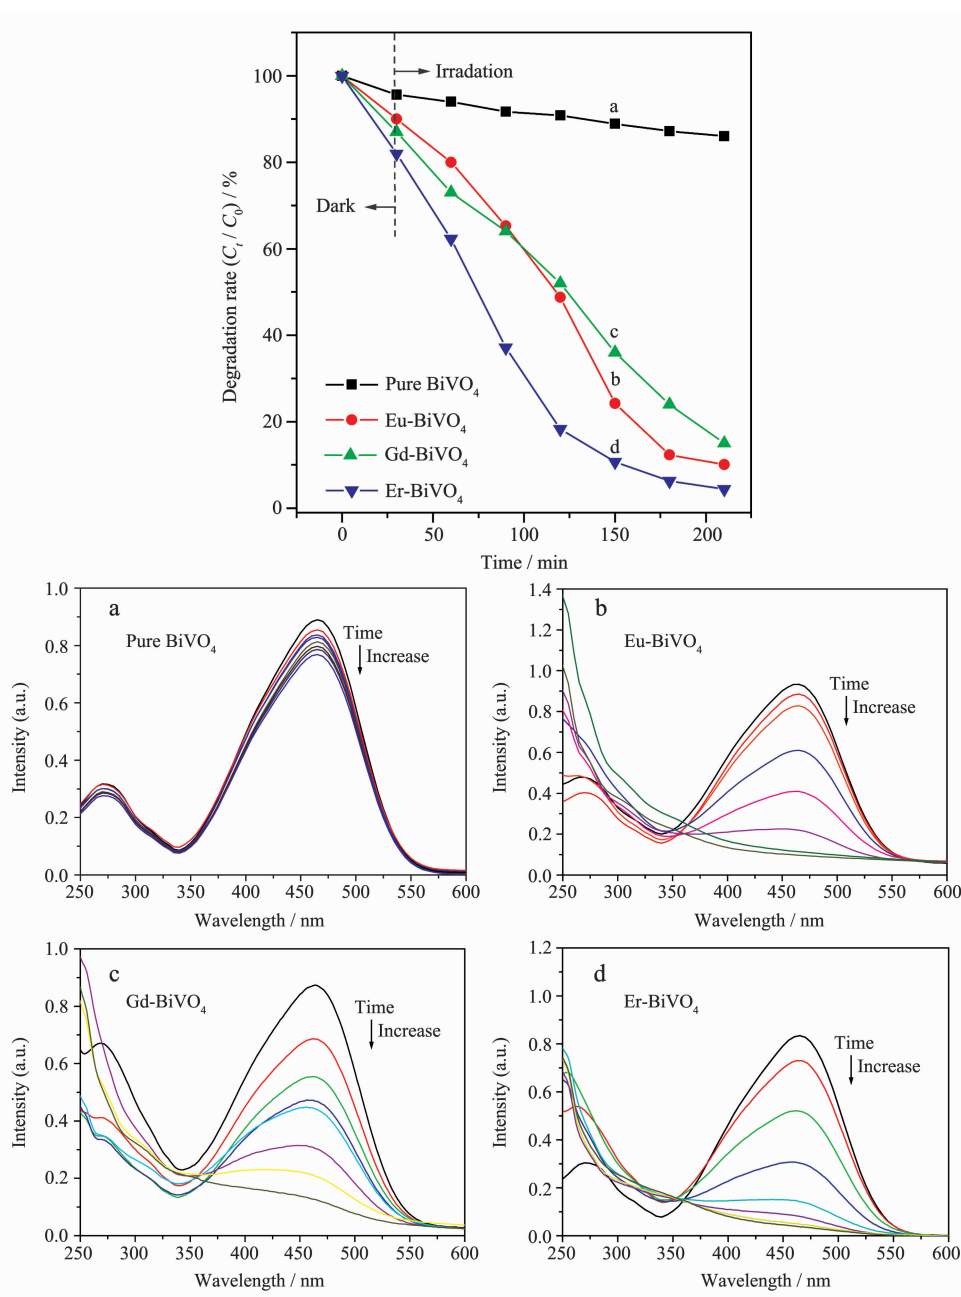 Degradation rate (Cₜ / C₀) / %
100
80
60
40
20
0
Irradation
Dark
a
c
b
d
Pure BiVO₄
Eu-BiVO₄
Gd-BiVO₄
Er-BiVO₄
0 50 100 150 200
Time / min
a
Pure BiVO₄
Time
Increase
Intensity (a.u.)
1.0
0.8
0.6
0.4
0.2
0.0
250 300 350 400 450 500 550 600
Wavelength / nm
b
Eu-BiVO₄
Time
Increase
Intensity (a.u.)
1.4
1.2
1.0
0.8
0.6
0.4
0.2
0.0
250 300 350 400 450 500 550 600
Wavelength / nm
c
Gd-BiVO₄
Time
Increase
Intensity (a.u.)
1.0
0.8
0.6
0.4
0.2
0.0
250 300 350 400 450 500 550 600
Wavelength / nm
d
Er-BiVO₄
Time
Increase
Intensity (a.u.)
1.2
1.0
0.8
0.6
0.4
0.2
0.0
250 300 350 400 450 500 550 600
Wavelength / nm